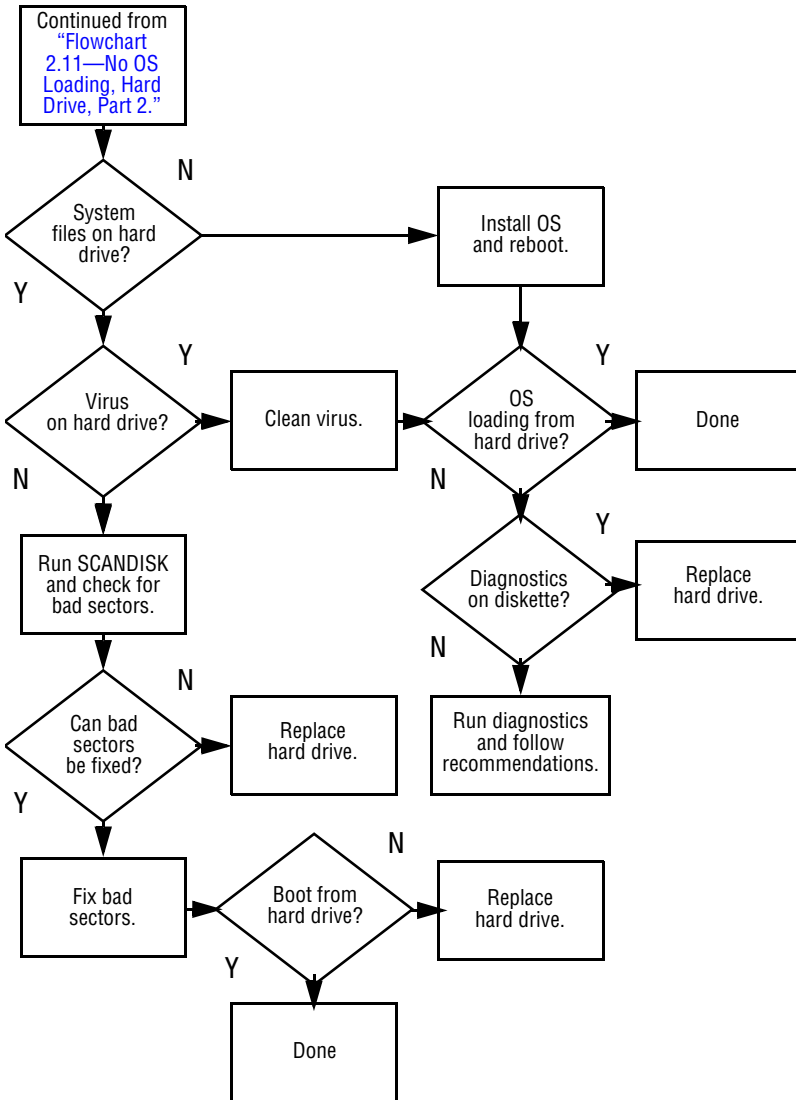 Continued from
“Flowchart
2.11—No OS
Loading, Hard
Drive, Part 2.”
N
System
files on hard
drive?
Install OS
and reboot.
Y
Y
Y
Virus
on hard drive?
Clean virus.
OS
loading from
hard drive?
Done
N
N
Y
Run SCANDISK
and check for
bad sectors.
Diagnostics
on diskette?
Replace
hard drive.
N
N
Can bad
sectors
be fixed?
Replace
hard drive.
Run diagnostics
and follow
recommendations.
Y
N
Fix bad
sectors.
Boot from
hard drive?
Replace
hard drive.
Y
Done